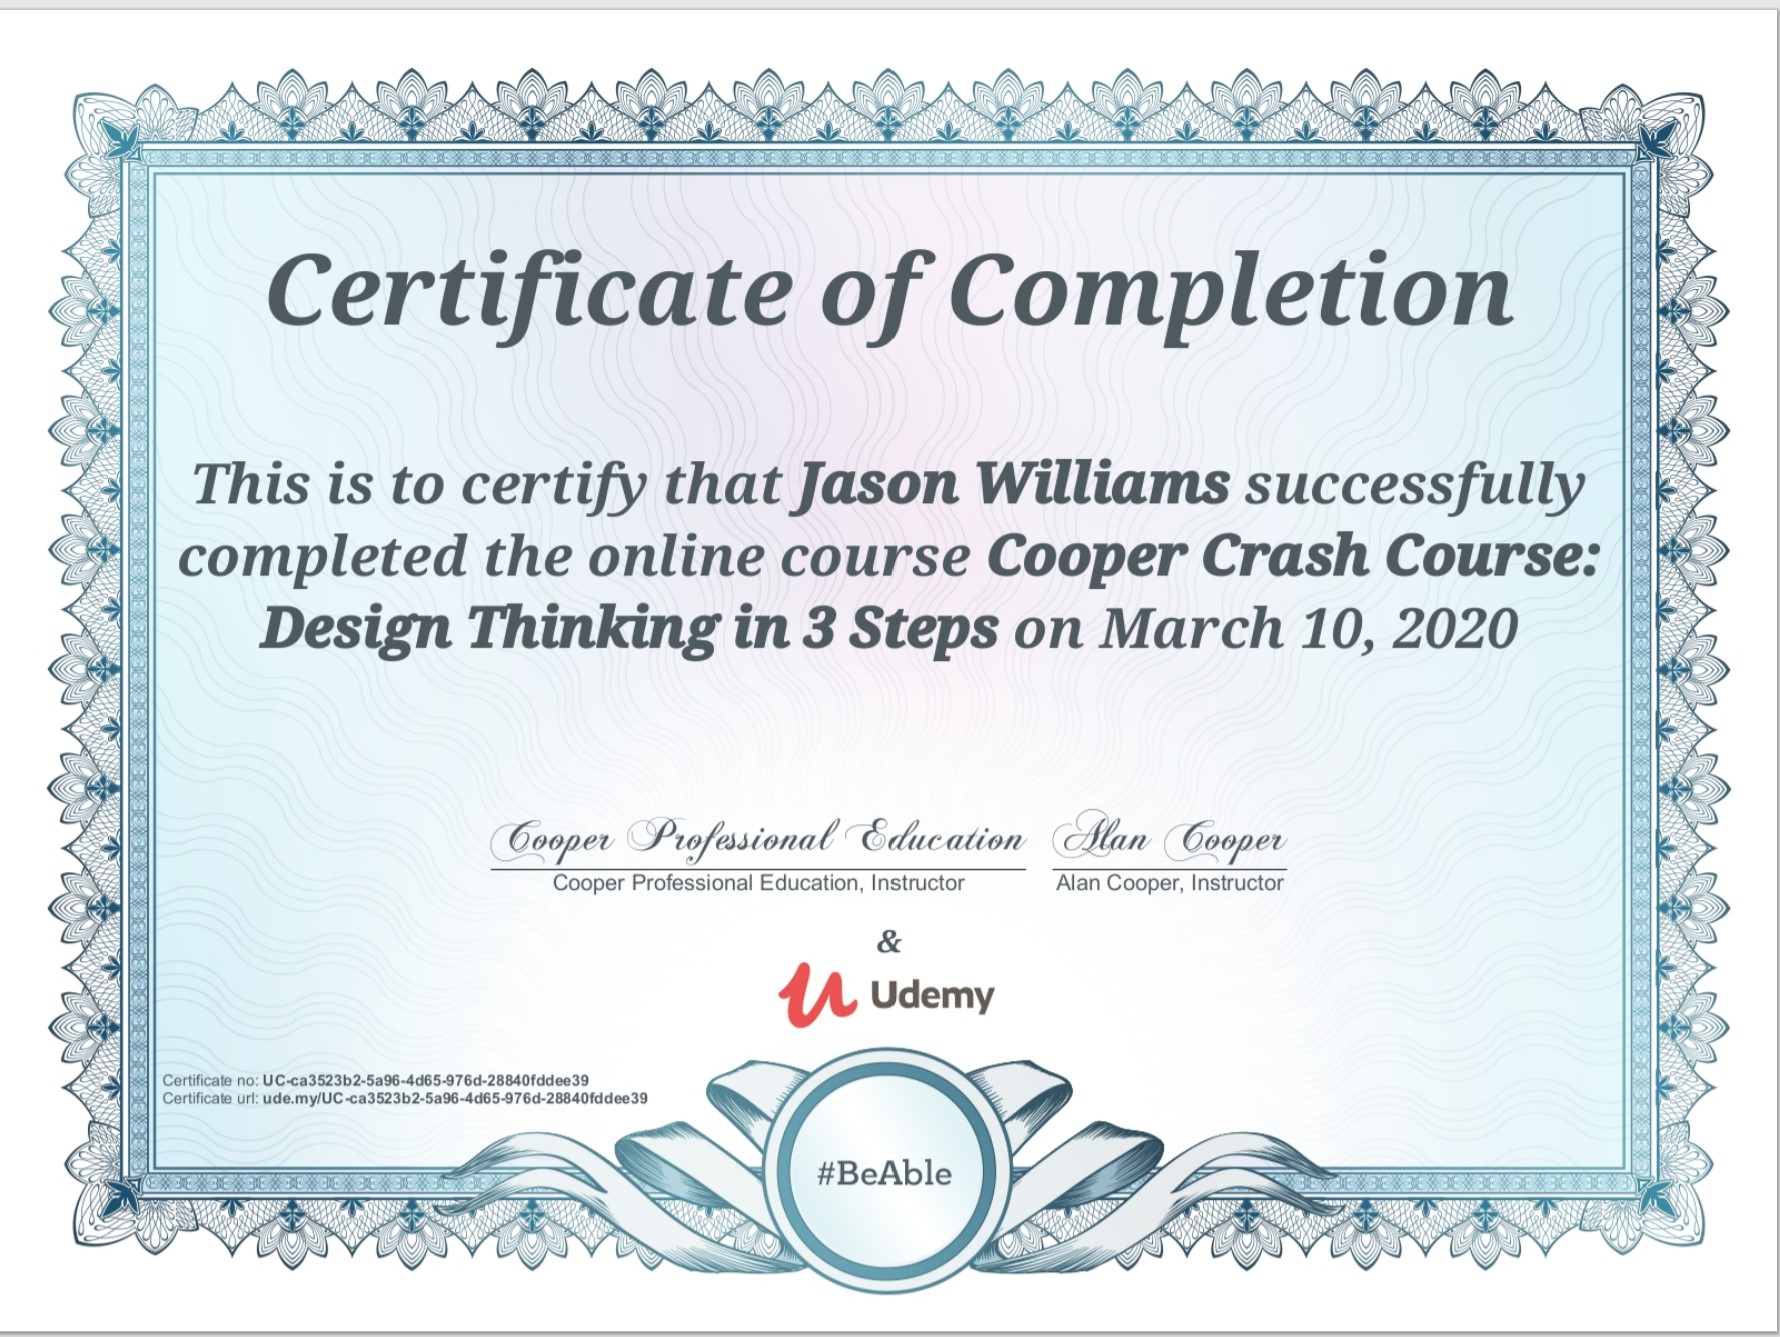 Certificate of Completion
This is to certify that Jason Williams successfully
completed the online course Cooper Crash Course:
Design Thinking in 3 Steps on March 10, 2020
Cooper Professional Education Alan Cooper
Cooper Professional Education, Instructor Alan Cooper, Instructor
&
Udemy
Certificate no: UC-ca3523b2-5a96-4d65-976d-28840fddee39
Certificate url: ude.my/UC-ca3523b2-5a96-4d65-976d-28840fddee39
#BeAble